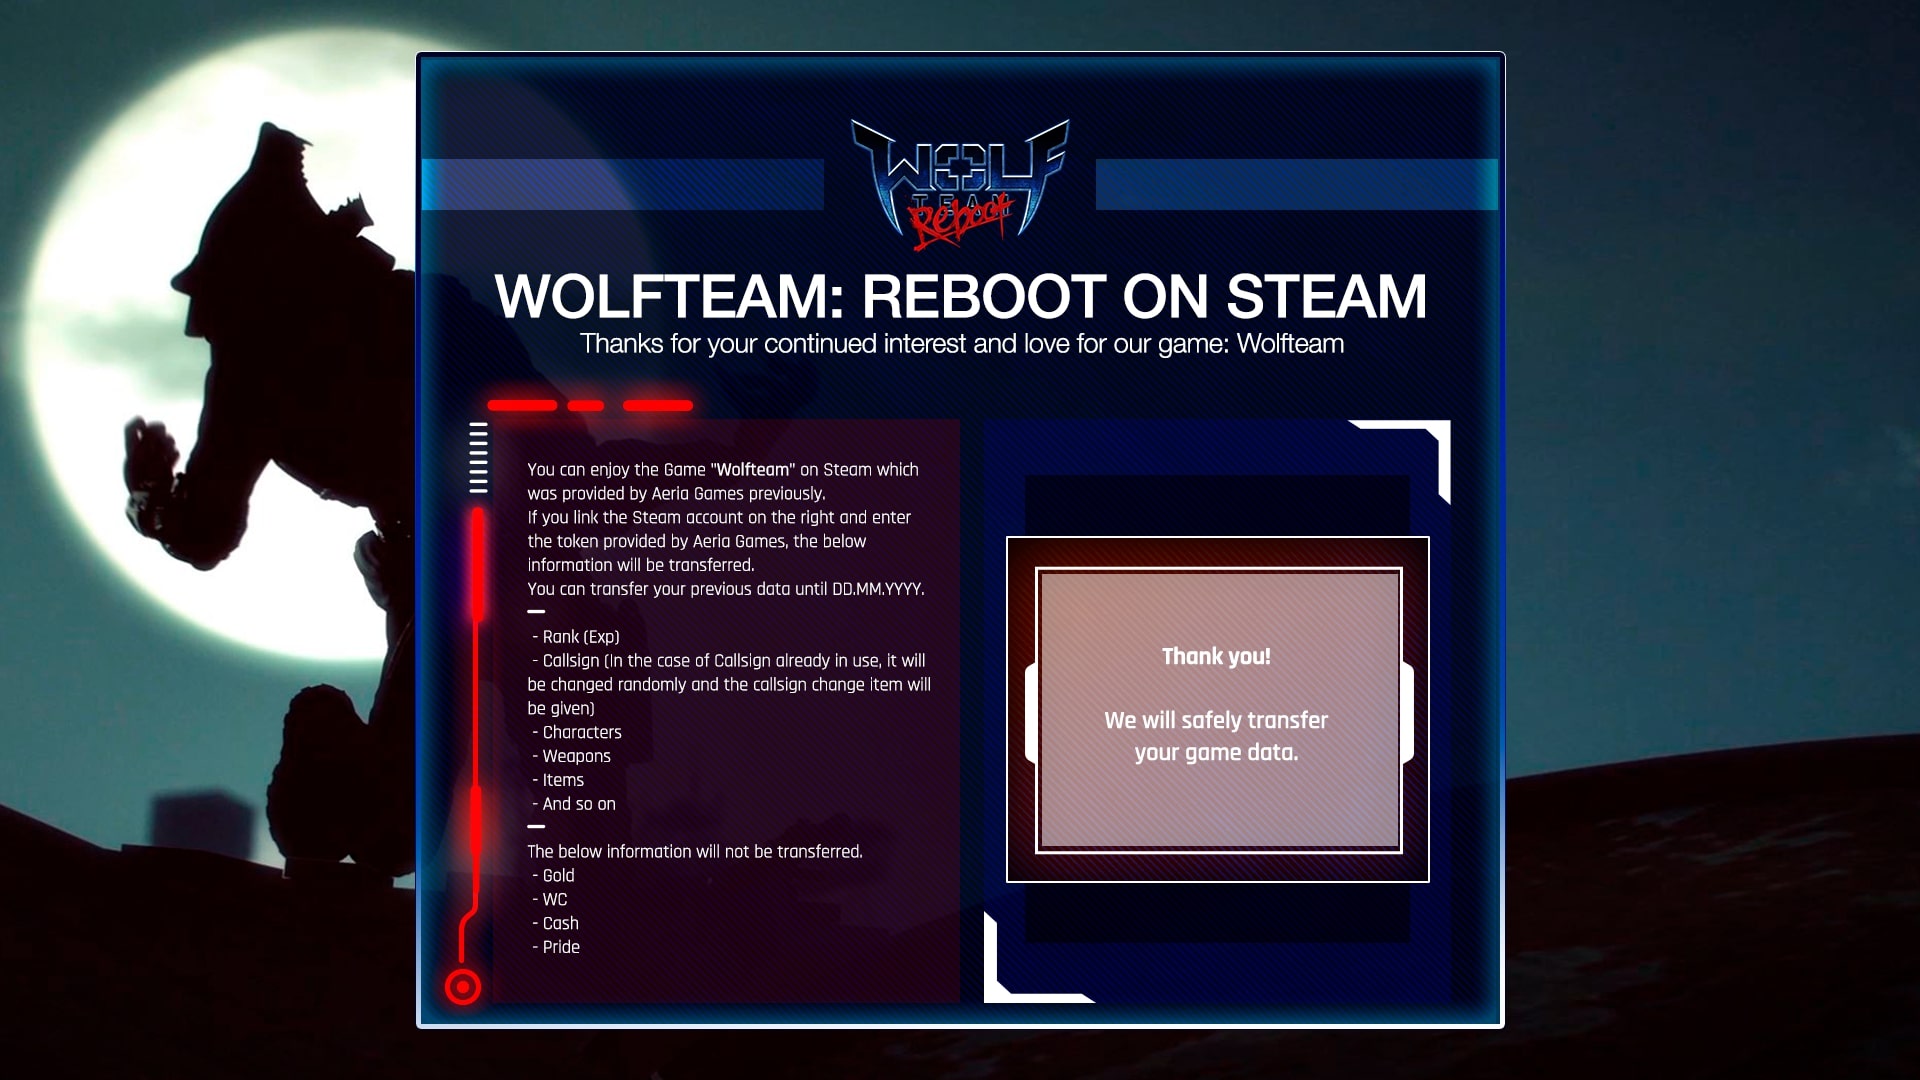 WOLF
TEAM
Reboot
WOLFTEAM: REBOOT ON STEAM
Thanks for your continued interest and love for our game: Wolfteam
You can enjoy the Game "Wolfteam" on Steam which
was provided by Aeria Games previously.
If you link the Steam account on the right and enter
the token provided by Aeria Games, the below
information will be transferred.
You can transfer your previous data until DD.MM.YYYY.
- Rank (Exp)
- Callsign (In the case of Callsign already in use, it will
be changed randomly and the callsign change item will
be given)
- Characters
- Weapons
- Items
- And so on
The below information will not be transferred.
- Gold
- WC
- Cash
- Pride
Thank you!
We will safely transfer
your game data.